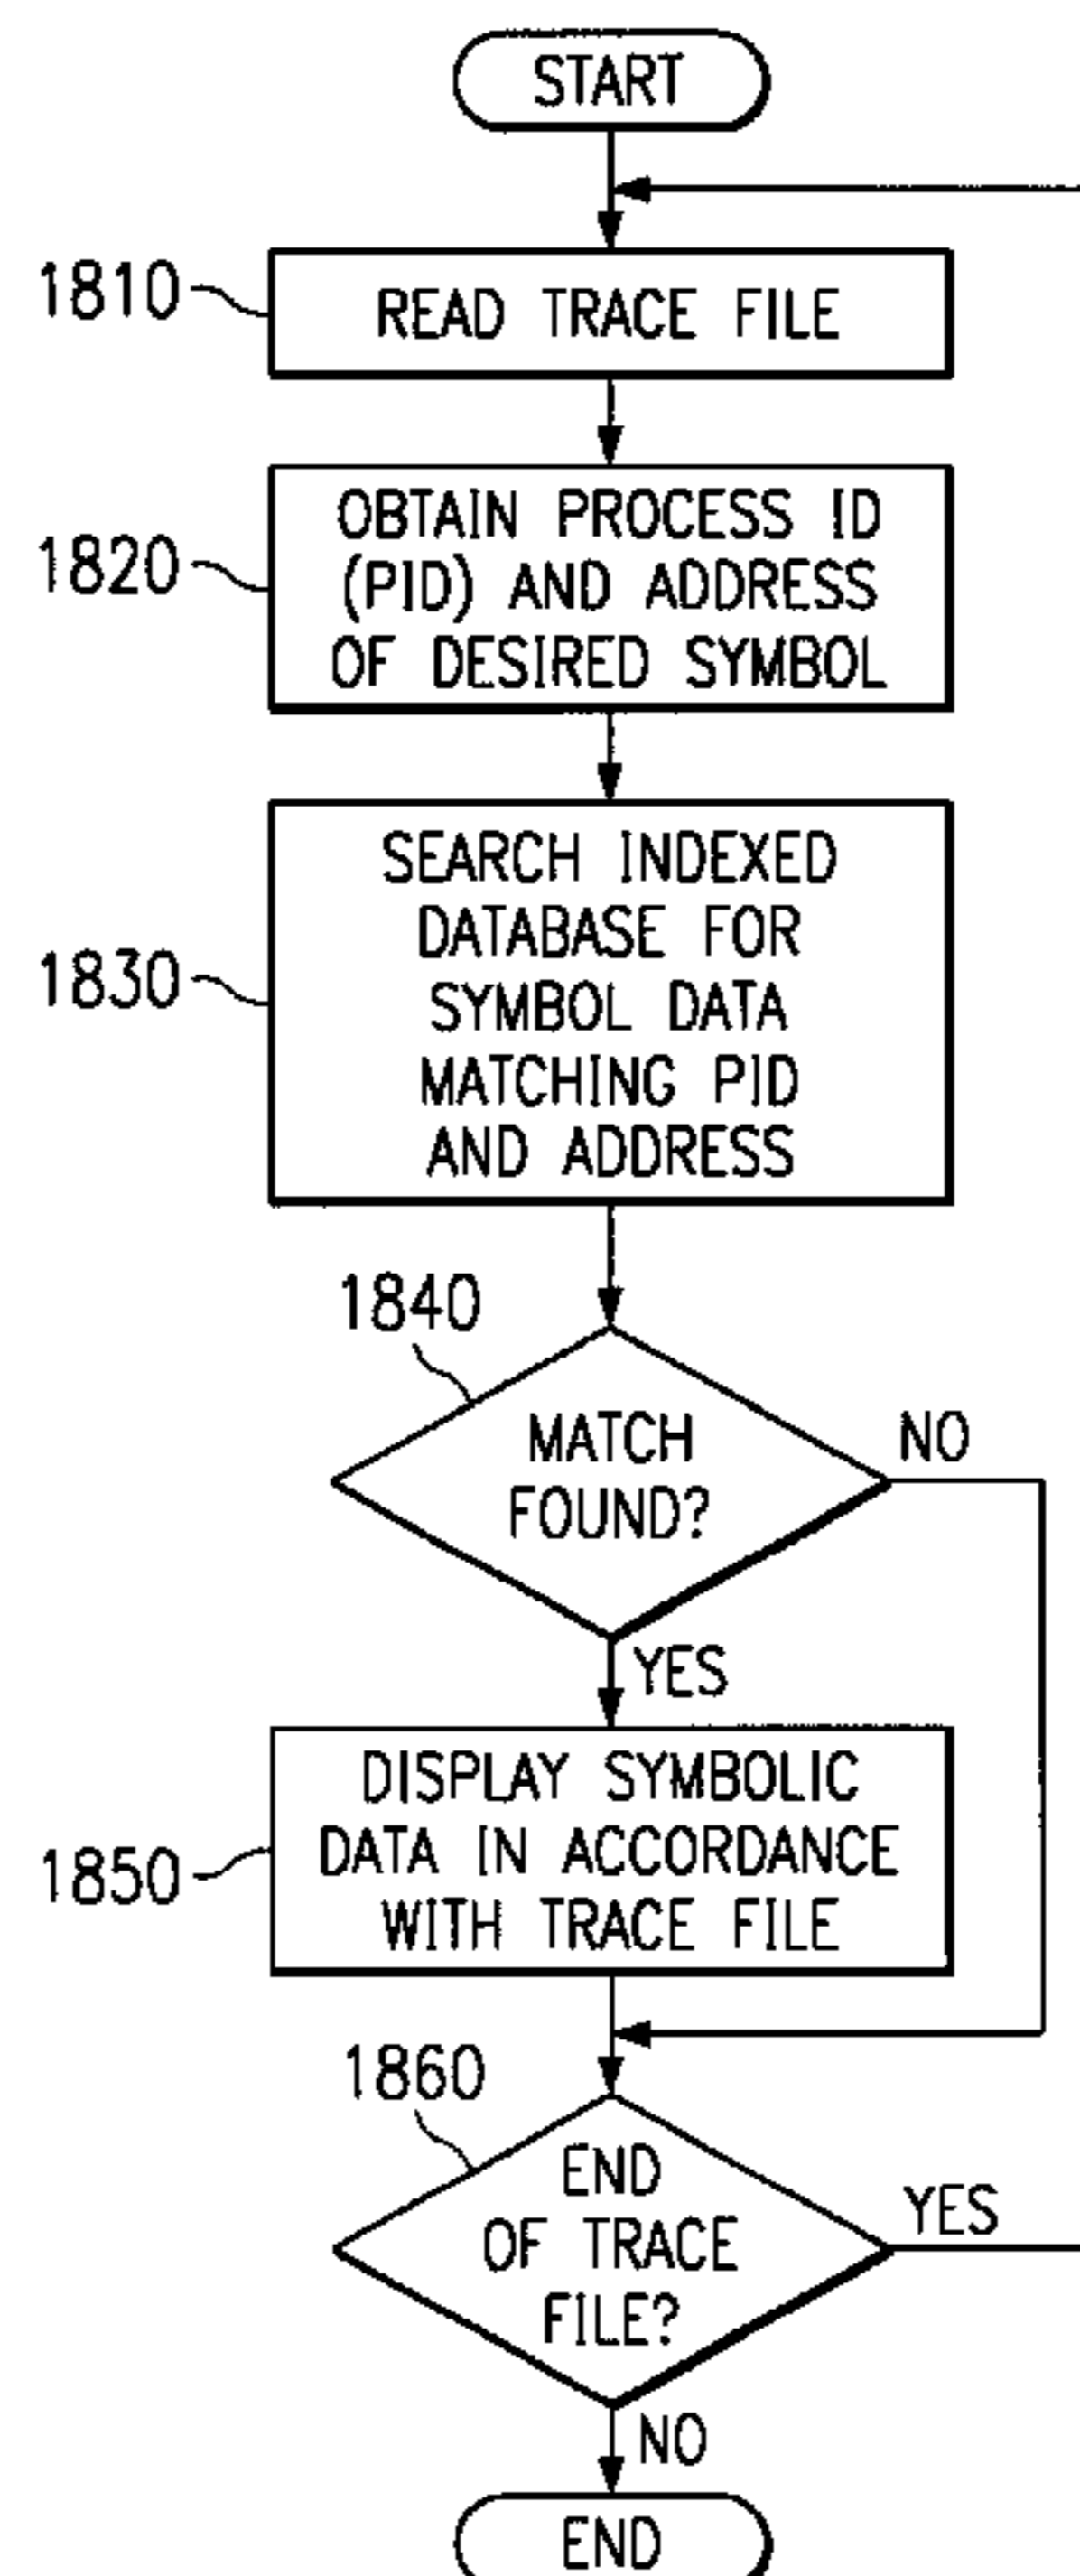 START
1810
READ TRACE FILE
1820
OBTAIN PROCESS ID
(PID) AND ADDRESS
OF DESIRED SYMBOL
1830
SEARCH INDEXED
DATABASE FOR
SYMBOL DATA
MATCHING PID
AND ADDRESS
1840
MATCH
FOUND?
NO
YES
1850
DISPLAY SYMBOLIC
DATA IN ACCORDANCE
WITH TRACE FILE
1860
END
OF TRACE
FILE?
YES
NO
END